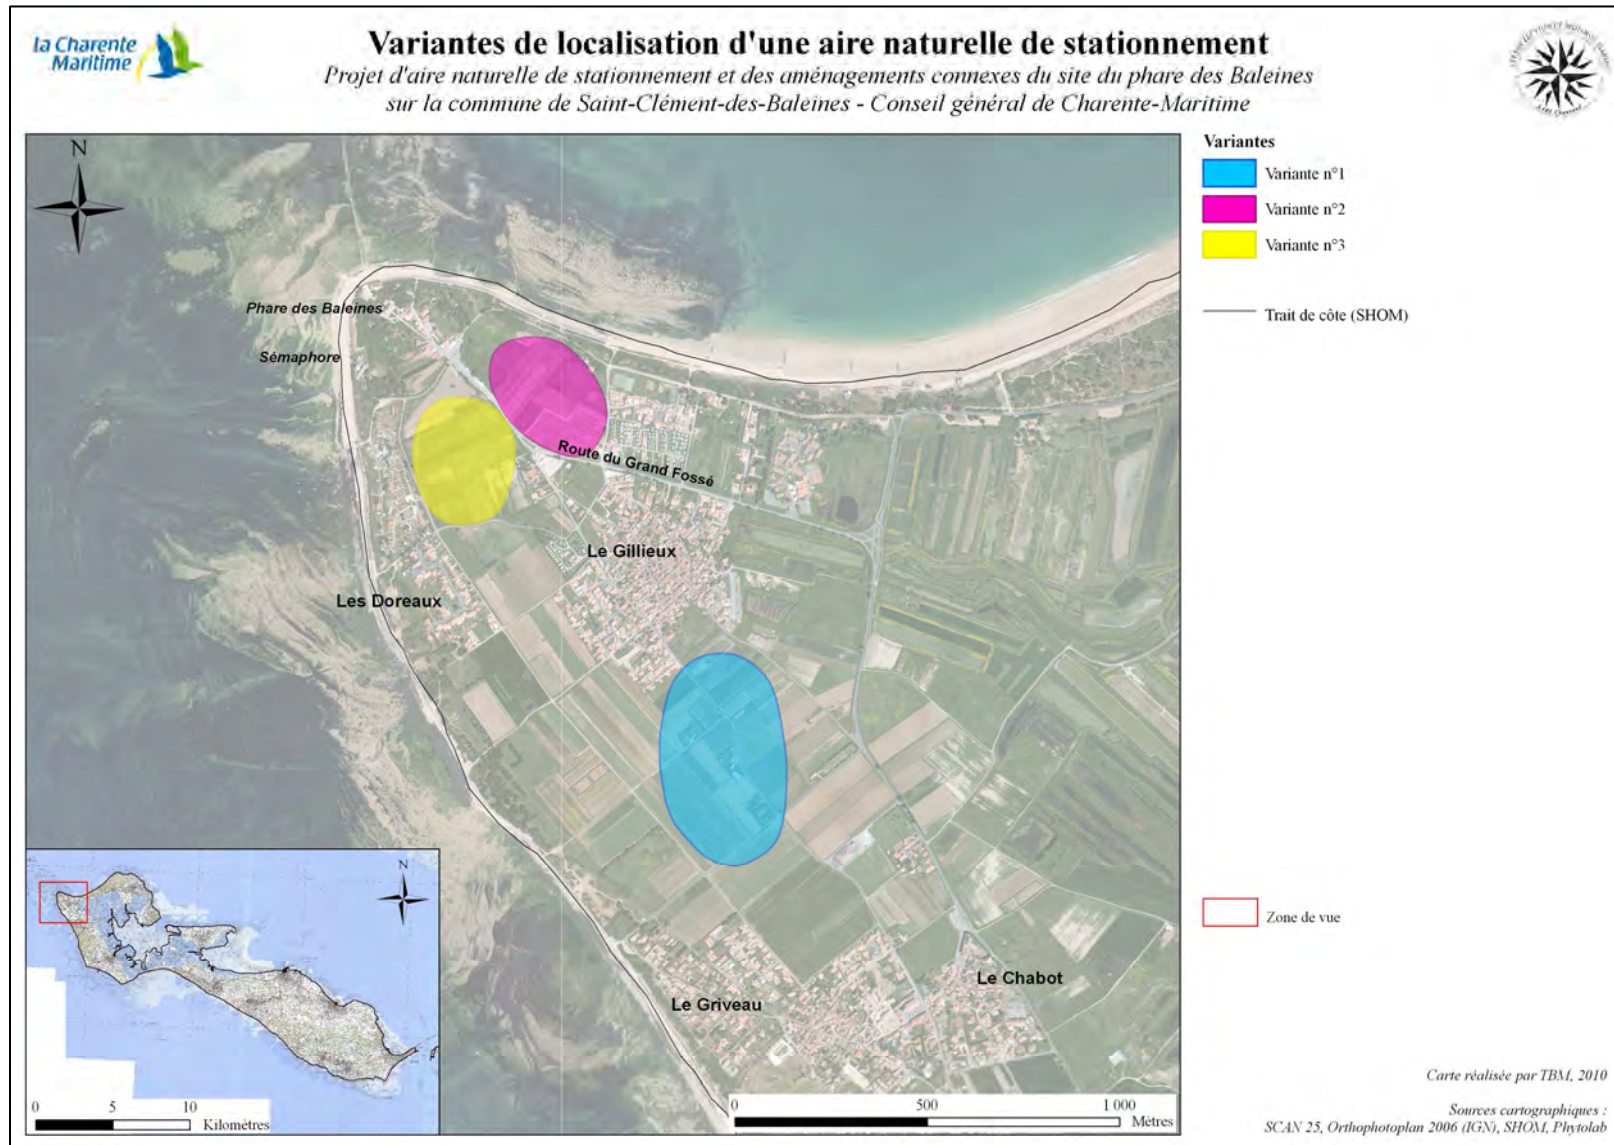 la Charente
Maritime
Variantes de localisation d'une aire naturelle de stationnement
Projet d'aire naturelle de stationnement et des aménagements connexes du site du phare des Baleines
sur la commune de Saint-Clément-des-Baleines - Conseil général de Charente-Maritime
N
Phare des Baleines
Sémaphore
Route du Grand Fossé
Le Gillieux
Les Doreaux
Le Griveau
Le Chabot
N
0 5 10
Kilomètres
0 500 1 000
Mètres
Variantes
Variante n°1
Variante n°2
Variante n°3
Trait de côte (SHOM)
Zone de vue
Carte réalisée par TBM, 2010
Sources cartographiques :
SCAN 25, Orthophotoplan 2006 (IGN), SHOM, Phytolab